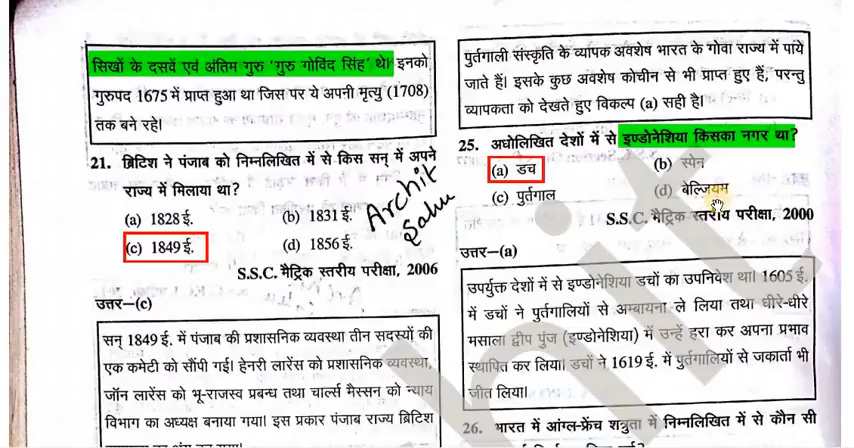 सिखों के दसवें एवं अंतिम गुरु 'गुरु गोविंद सिंह' थे। इनको
गुरुपद 1675 में प्राप्त हुआ था जिस पर ये अपनी मृत्यु (1708)
तक बने रहे।
21. ब्रिटिश ने पंजाब को निम्नलिखित में से किस सन् में अपने
राज्य में मिलाया था?
(a) 1828 ई. (b) 1831 ई.
(c) 1849 ई. (d) 1856 ई.
S.S.C. मैट्रिक स्तरीय परीक्षा, 2006
उत्तर–(c)
सन् 1849 ई. में पंजाब की प्रशासनिक व्यवस्था तीन सदस्यों की
एक कमेटी को सौंपी गई। हेनरी लारेंस को प्रशासनिक व्यवस्था,
जॉन लारेंस को भू-राजस्व प्रबन्ध तथा चार्ल्स मैस्सन को न्याय
विभाग का अध्यक्ष बनाया गया। इस प्रकार पंजाब राज्य ब्रिटिश
Archit
Sahu
पुर्तगाली संस्कृति के व्यापक अवशेष भारत के गोवा राज्य में पाये
जाते हैं। इसके कुछ अवशेष कोचीन से भी प्राप्त हुए हैं, परन्तु
व्यापकता को देखते हुए विकल्प (a) सही है।
25. अधोलिखित देशों में से इण्डोनेशिया किसका नगर था?
(a) डच (b) स्पेन
(c) पुर्तगाल (d) बेल्जियम
S.S.C. मैट्रिक स्तरीय परीक्षा, 2000
उत्तर–(a)
उपर्युक्त देशों में से इण्डोनेशिया डचों का उपनिवेश था। 1605 ई.
में डचों ने पुर्तगालियों से अम्बायना ले लिया तथा धीरे-धीरे
मसाला द्वीप पुंज (इण्डोनेशिया) में उन्हें हरा कर अपना प्रभाव
स्थापित कर लिया। डचों ने 1619 ई. में पुर्तगालियों से जकार्ता भी
जीत लिया।
26. भारत में आंग्ल-फ्रेंच शत्रुता में निम्नलिखित में से कौन सी